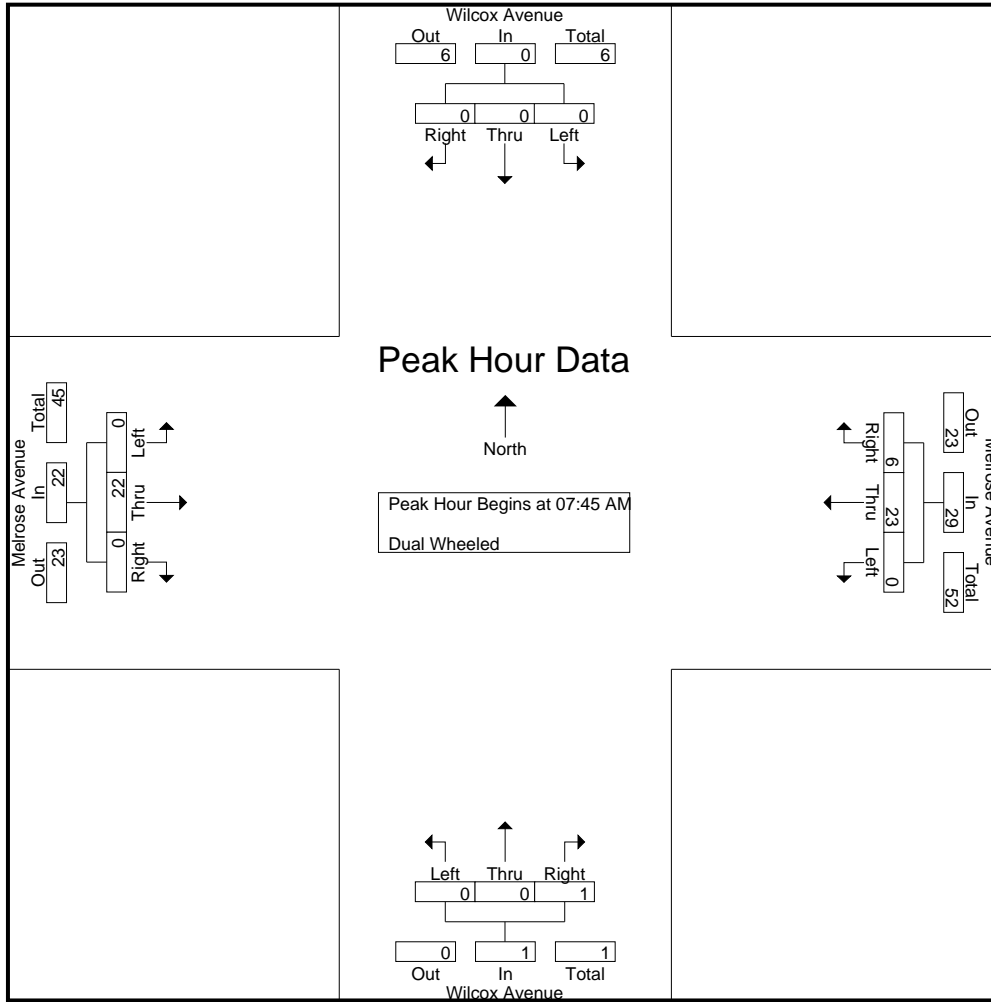 Wilcox Avenue
Out In Total
6 0 6
0 0 0
Right Thru Left
Peak Hour Data
North
Peak Hour Begins at 07:45 AM
Dual Wheeled
Melrose Avenue
Out In Total
23 22 45
Right Thru Left
0 22 0
Melrose Avenue
Out In Total
23 29 52
Right Thru Left
6 23 0
Left Thru Right
0 0 1
0 1 1
Out In Total
Wilcox Avenue